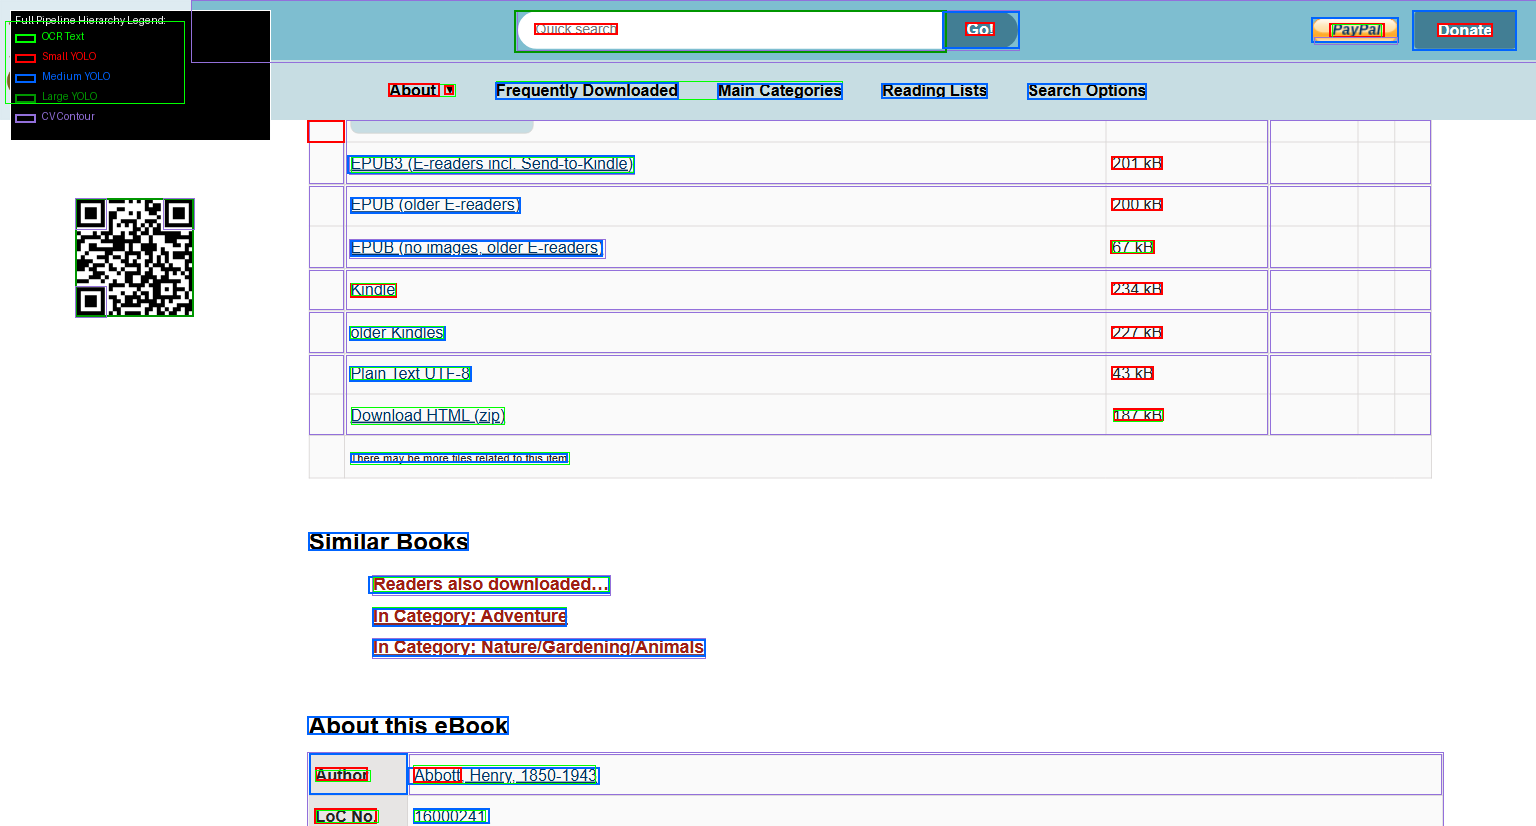 Full Pipeline Hierarchy Legend:
OCR Text
Small YOLO
Medium YOLO
Large YOLO
CV Contour
Quick search
Go!
PayPal
Donate
About ▼
Frequently Downloaded
Main Categories
Reading Lists
Search Options
EPUB3 (E-readers incl. Send-to-Kindle) 201 kB
EPUB (older E-readers) 200 kB
EPUB (no images, older E-readers) 67 kB
Kindle 234 kB
older Kindles 227 kB
Plain Text UTF-8 43 kB
Download HTML (zip) 187 kB
There may be more files related to this item
Similar Books
Readers also downloaded…
In Category: Adventure
In Category: Nature/Gardening/Animals
About this eBook
Author Abbott, Henry, 1850-1943
LoC No. 16000241